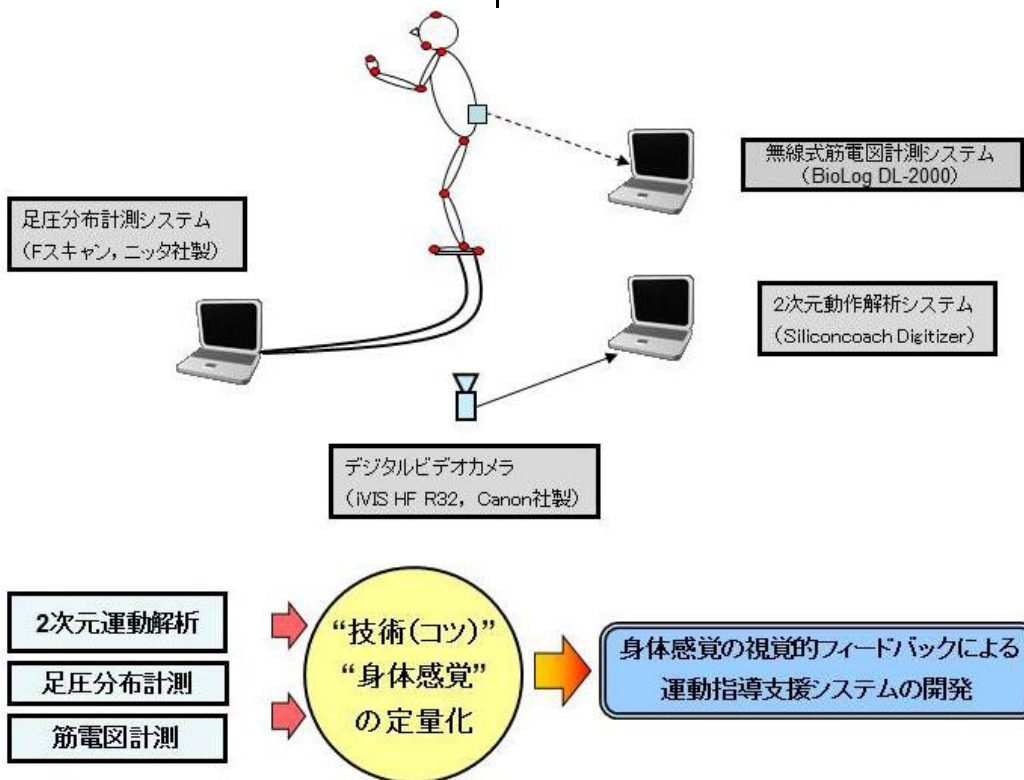 無線式筋電図計測システム
(BioLog DL-2000)
足圧分布計測システム
(Fスキャン, ニッタ社製)
2次元動作解析システム
(Siliconcoach Digitizer)
デジタルビデオカメラ
(iVIS HF R32, Canon社製)
2次元運動解析
足圧分布計測
筋電図計測
“技術(コツ)”
“身体感覚”
の定量化
身体感覚の視覚的フィードバックによる
運動指導支援システムの開発